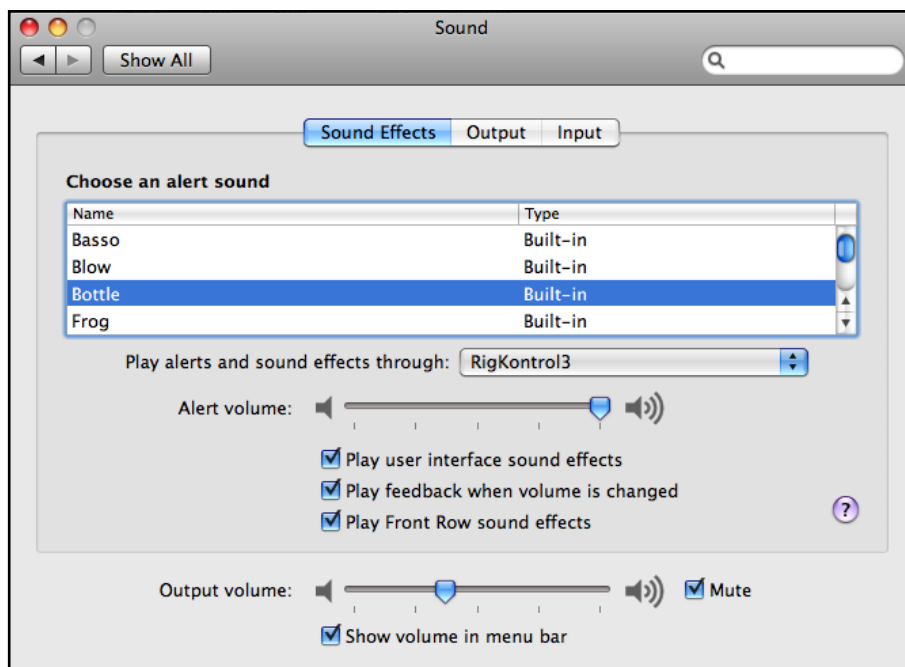 Sound
Show All
Sound Effects Output Input
Choose an alert sound
Name Type
Basso Built-in
Blow Built-in
Bottle Built-in
Frog Built-in
Play alerts and sound effects through: RigKontrol3
Alert volume:
Play user interface sound effects
Play feedback when volume is changed
Play Front Row sound effects
?
Output volume: Mute
Show volume in menu bar